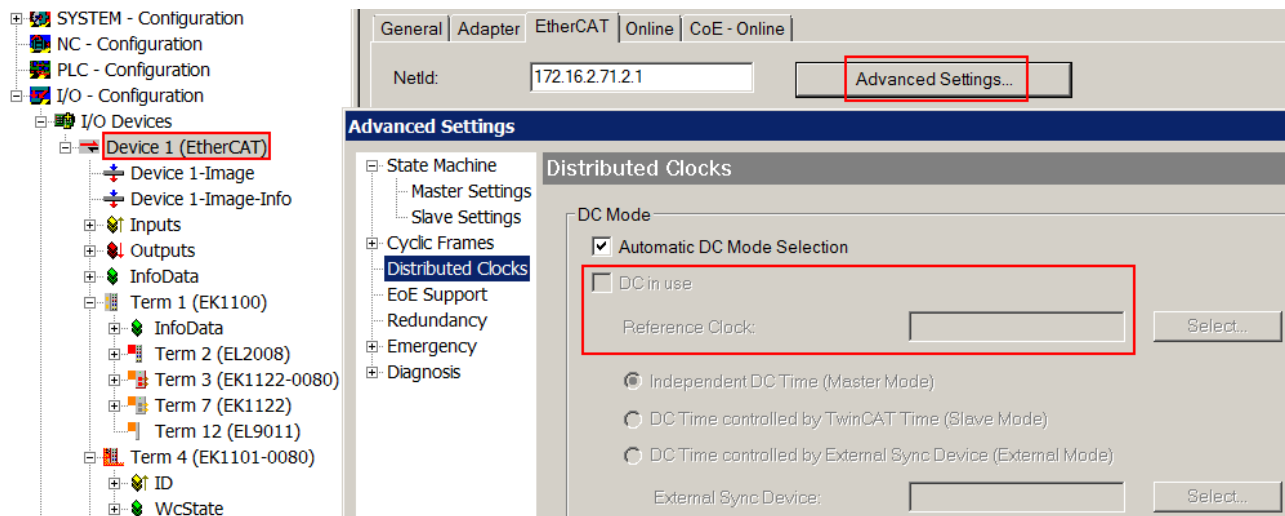 SYSTEM - Configuration
NC - Configuration
PLC - Configuration
I/O - Configuration
I/O Devices
Device 1 (EtherCAT)
Device 1-Image
Device 1-Image-Info
Inputs
Outputs
InfoData
Term 1 (EK1100)
InfoData
Term 2 (EL2008)
Term 3 (EK1122-0080)
Term 7 (EK1122)
Term 12 (EL9011)
Term 4 (EK1101-0080)
ID
WcState
General Adapter EtherCAT Online CoE - Online
NetId: 172.16.2.71.2.1 Advanced Settings...
Advanced Settings
State Machine
Master Settings
Slave Settings
Cyclic Frames
Distributed Clocks
EoE Support
Redundancy
Emergency
Diagnosis
Distributed Clocks
DC Mode
Automatic DC Mode Selection
DC in use
Reference Clock: Select...
Independent DC Time (Master Mode)
DC Time controlled by TwinCAT Time (Slave Mode)
DC Time controlled by External Sync Device (External Mode)
External Sync Device: Select...